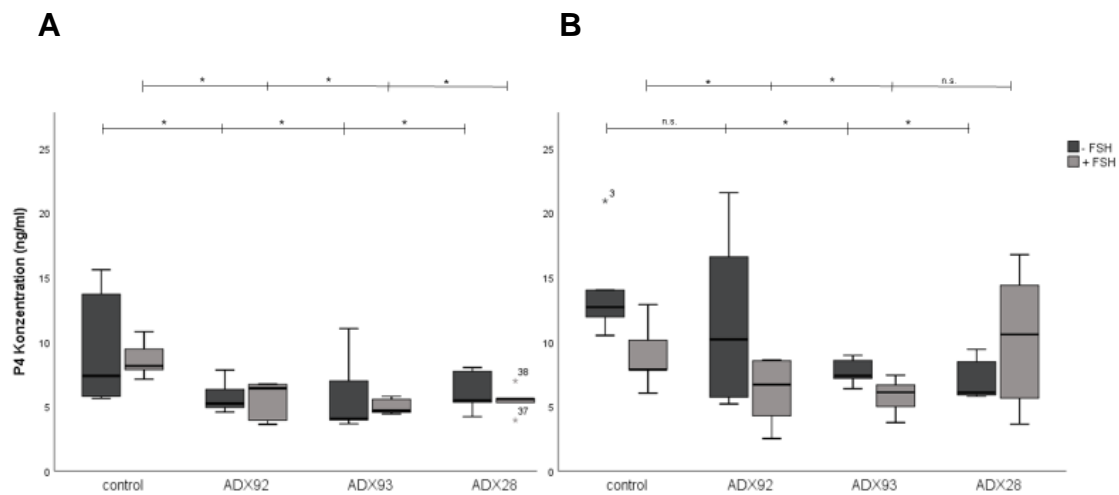 A B
* * * * * n.s.
* * * n.s. * *
25 25
- FSH
+ FSH
20 20
3
15 15
P4 Konzentration (ng/ml)
10 10
38
5 5
37
0 0
control ADX92 ADX93 ADX28 control ADX92 ADX93 ADX28